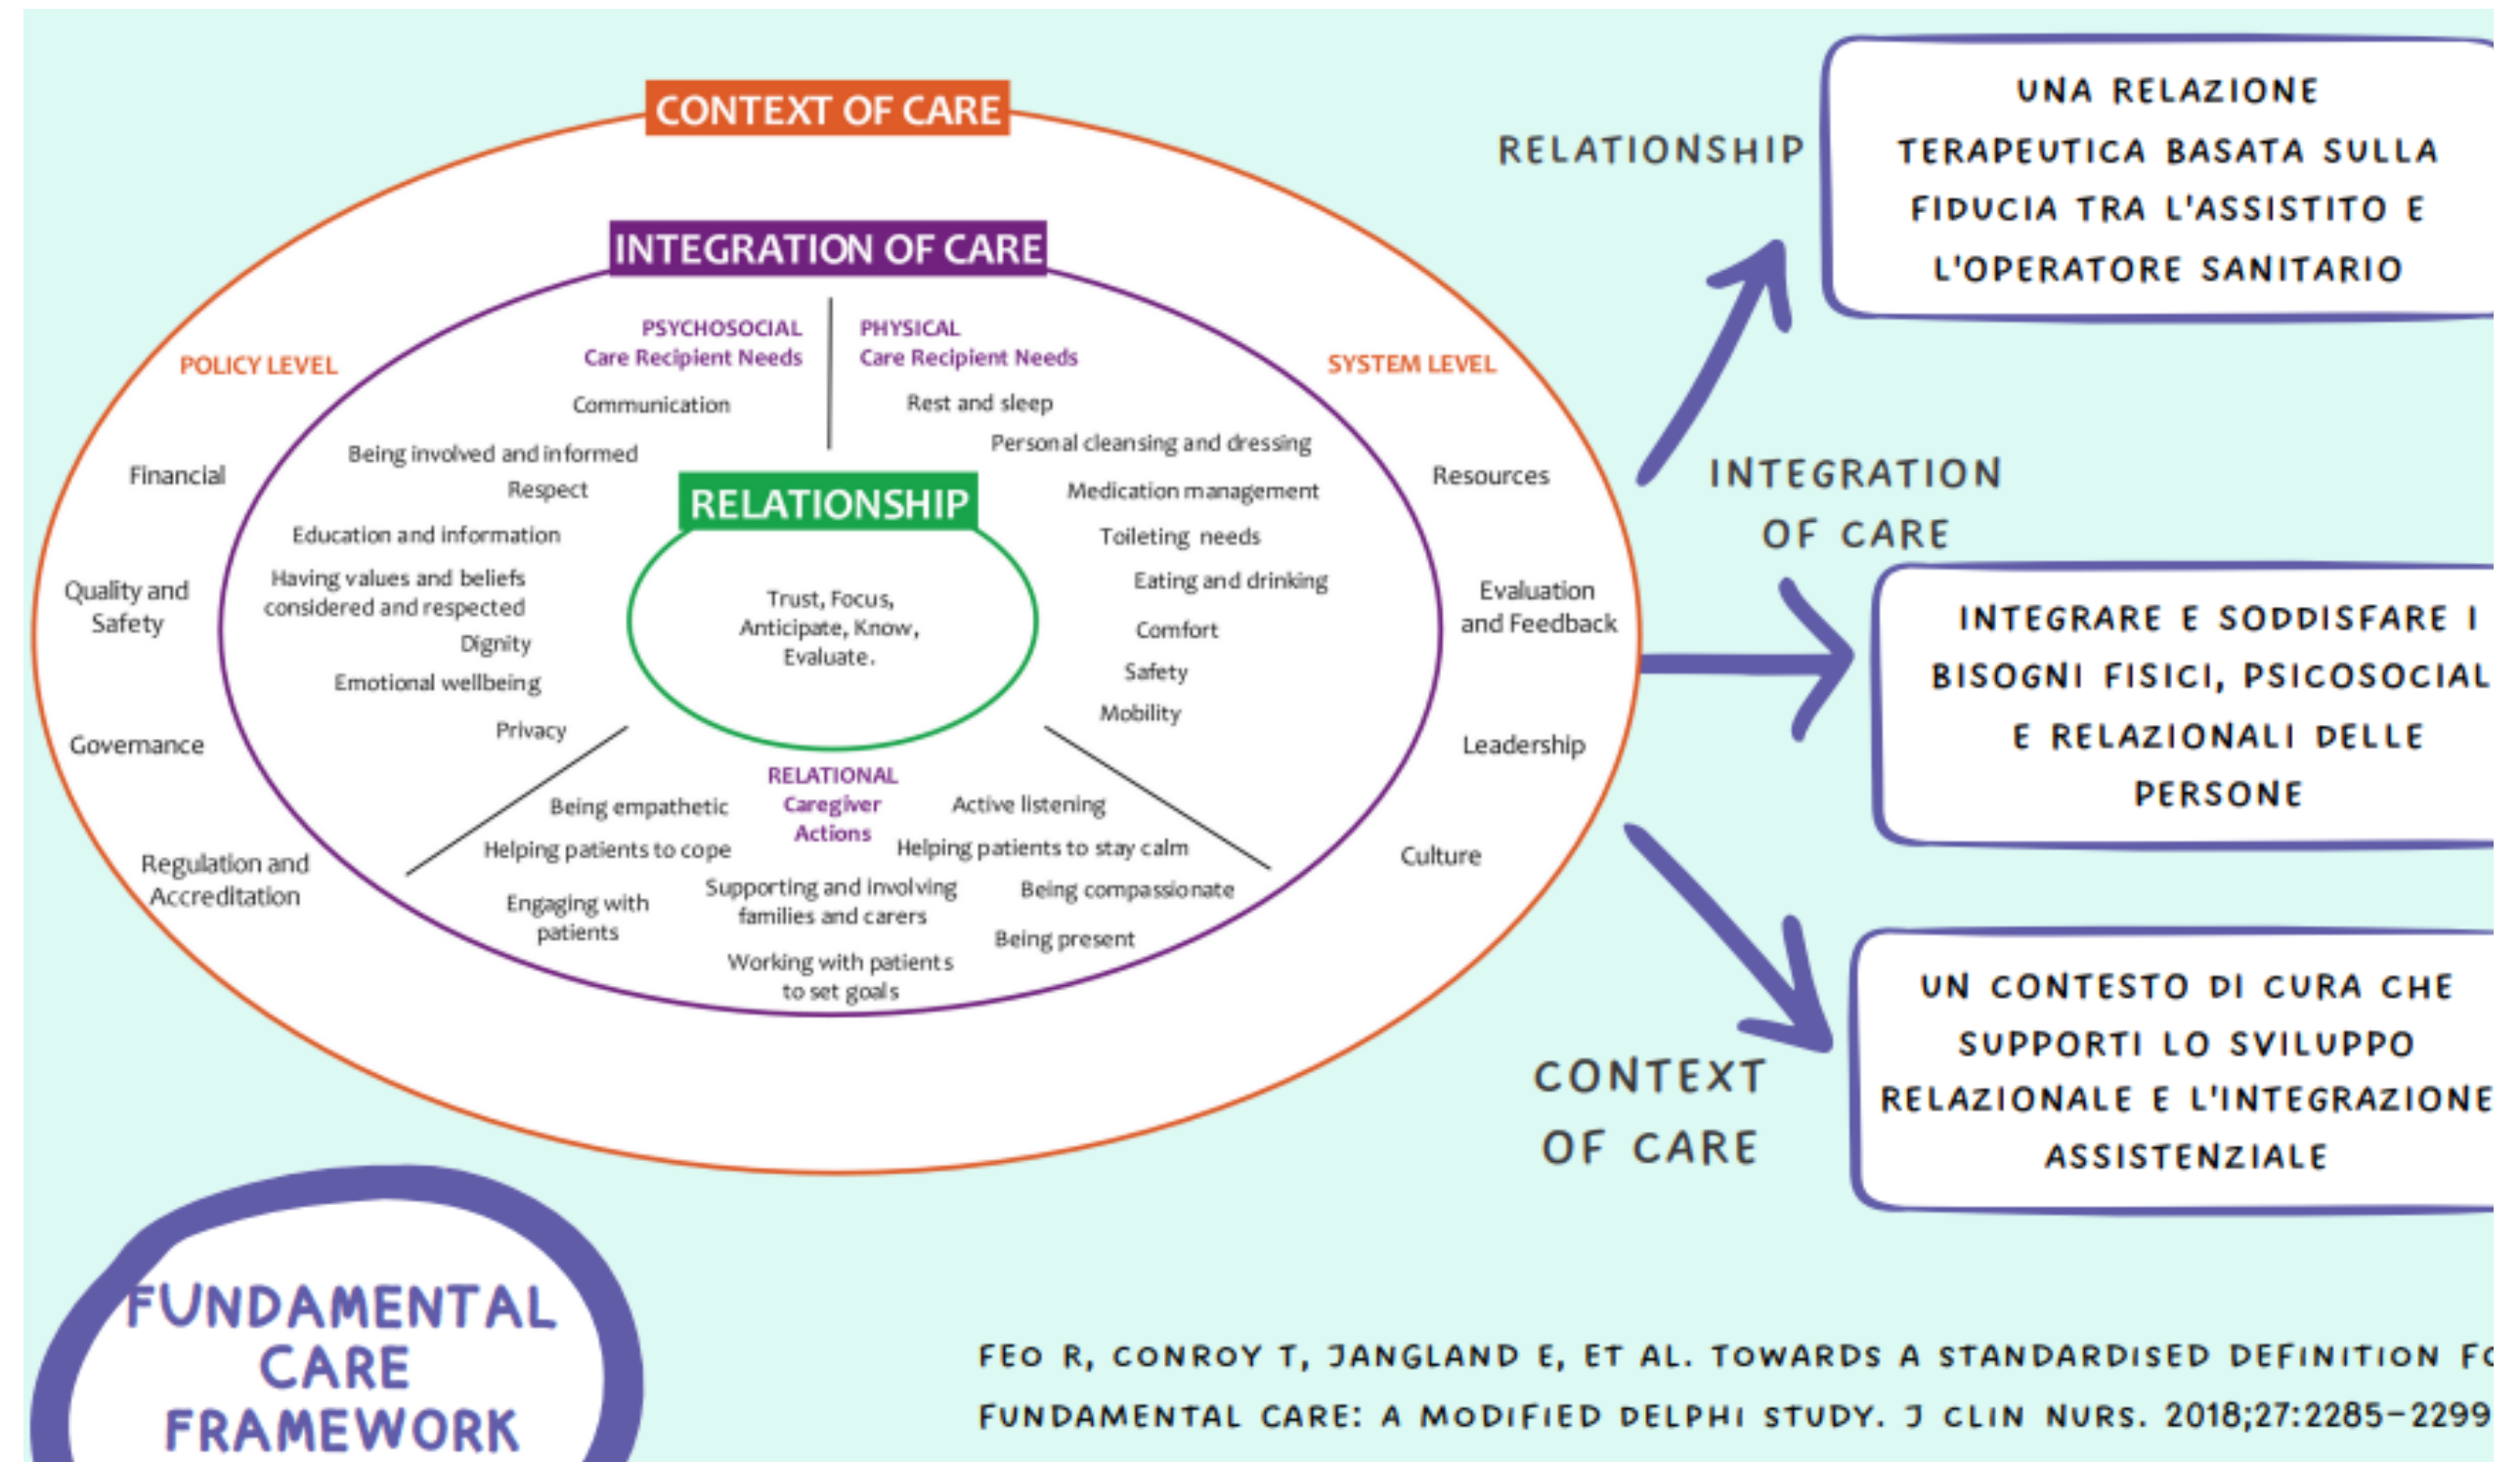 CONTEXT OF CARE
INTEGRATION OF CARE
PSYCHOSOCIAL
Care Recipient Needs
Communication
Being involved and informed
Respect
Education and information
Having values and beliefs
considered and respected
Dignity
Emotional wellbeing
Privacy
PHYSICAL
Care Recipient Needs
Rest and sleep
Personal cleansing and dressing
Medication management
Toileting needs
Eating and drinking
Comfort
Safety
Mobility
RELATIONSHIP
Trust, Focus,
Anticipate, Know,
Evaluate.
RELATIONAL
Caregiver
Actions
Being empathetic
Helping patients to cope
Engaging with
patients
Supporting and involving
families and carers
Working with patients
to set goals
Active listening
Helping patients to stay calm
Being compassionate
Being present
POLICY LEVEL
Financial
Quality and
Safety
Governance
Regulation and
Accreditation
SYSTEM LEVEL
Resources
Evaluation
and Feedback
Leadership
Culture
RELATIONSHIP
UNA RELAZIONE
TERAPEUTICA BASATA SULLA
FIDUCIA TRA L'ASSISTITO E
L'OPERATORE SANITARIO
INTEGRATION
OF CARE
INTEGRARE E SODDISFARE I
BISOGNI FISICI, PSICOSOCIAL
E RELAZIONALI DELLE
PERSONE
CONTEXT
OF CARE
UN CONTESTO DI CURA CHE
SUPPORTI LO SVILUPPO
RELAZIONALE E L'INTEGRAZIONE
ASSISTENZIALE
FUNDAMENTAL
CARE
FRAMEWORK
FEO R, CONROY T, JANGLAND E, ET AL. TOWARDS A STANDARDISED DEFINITION FO
FUNDAMENTAL CARE: A MODIFIED DELPHI STUDY. J CLIN NURS. 2018;27:2285-2299